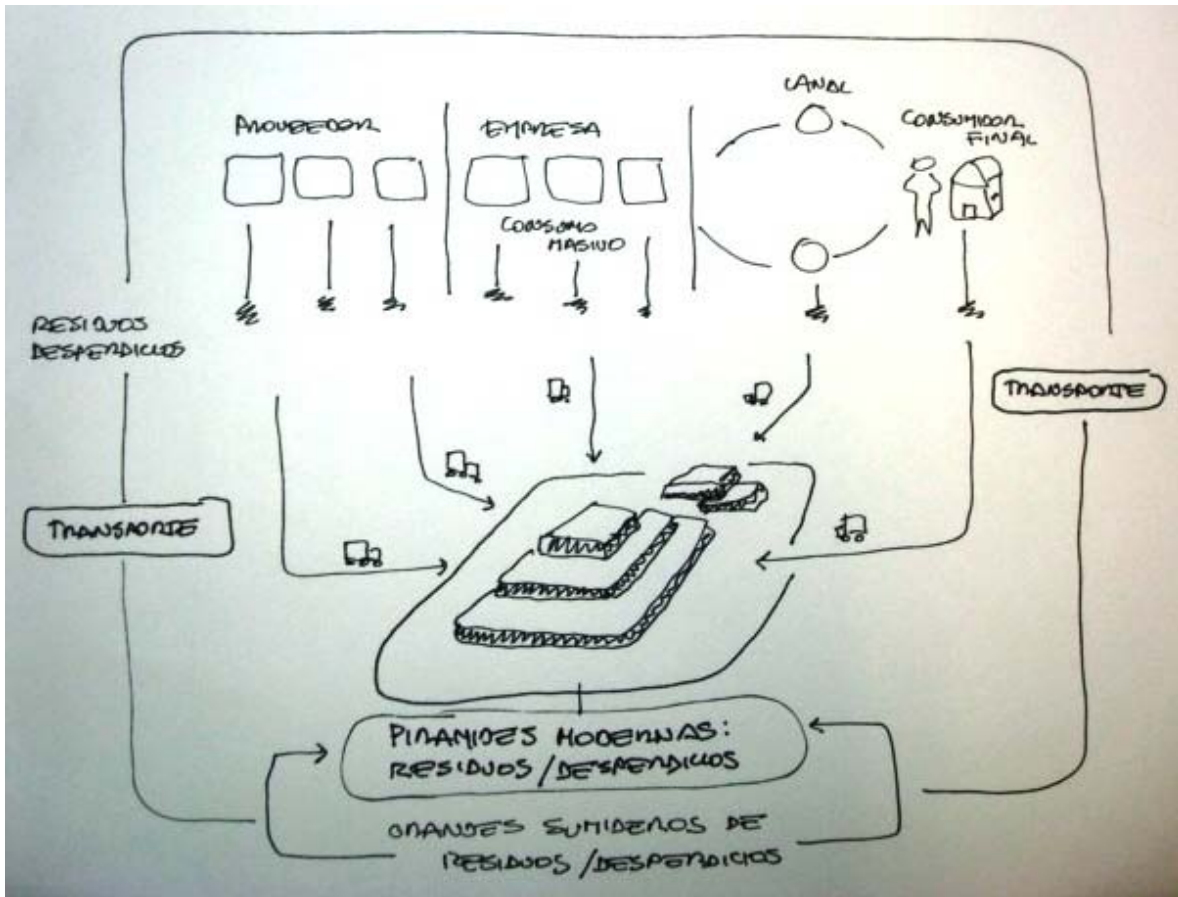 PROVEEDOR
EMPRESA
CANAL
CONSUMIDOR
FINAL
CONSUMO
MASIVO
RESIDUOS
DESPERDICIOS
TRANSPORTE
TRANSPORTE
PIRAMIDES MODERNAS:
RESIDUOS/DESPERDICIOS
GRANDES SUMIDEROS DE
RESIDUOS/DESPERDICIOS